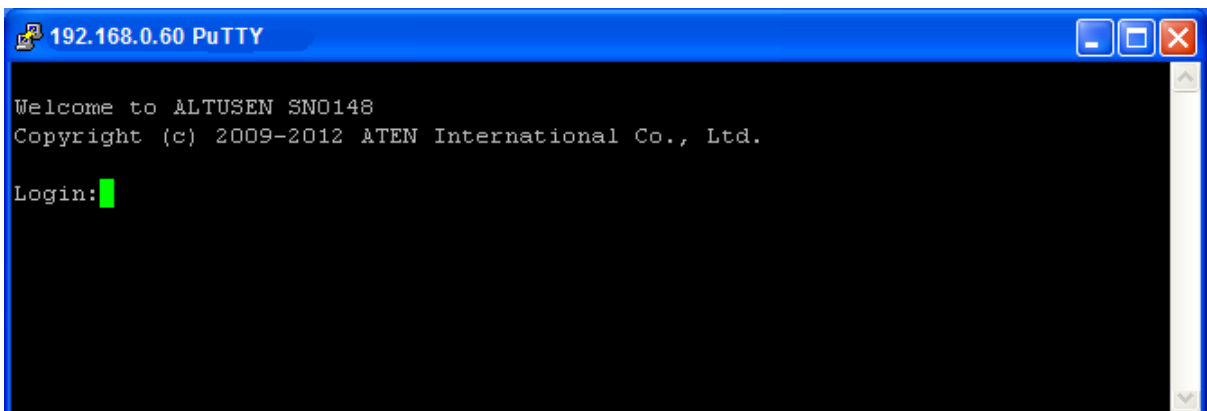 192.168.0.60 PuTTY
Welcome to ALTUSEN SN0148
Copyright (c) 2009-2012 ATEN International Co., Ltd.
Login: